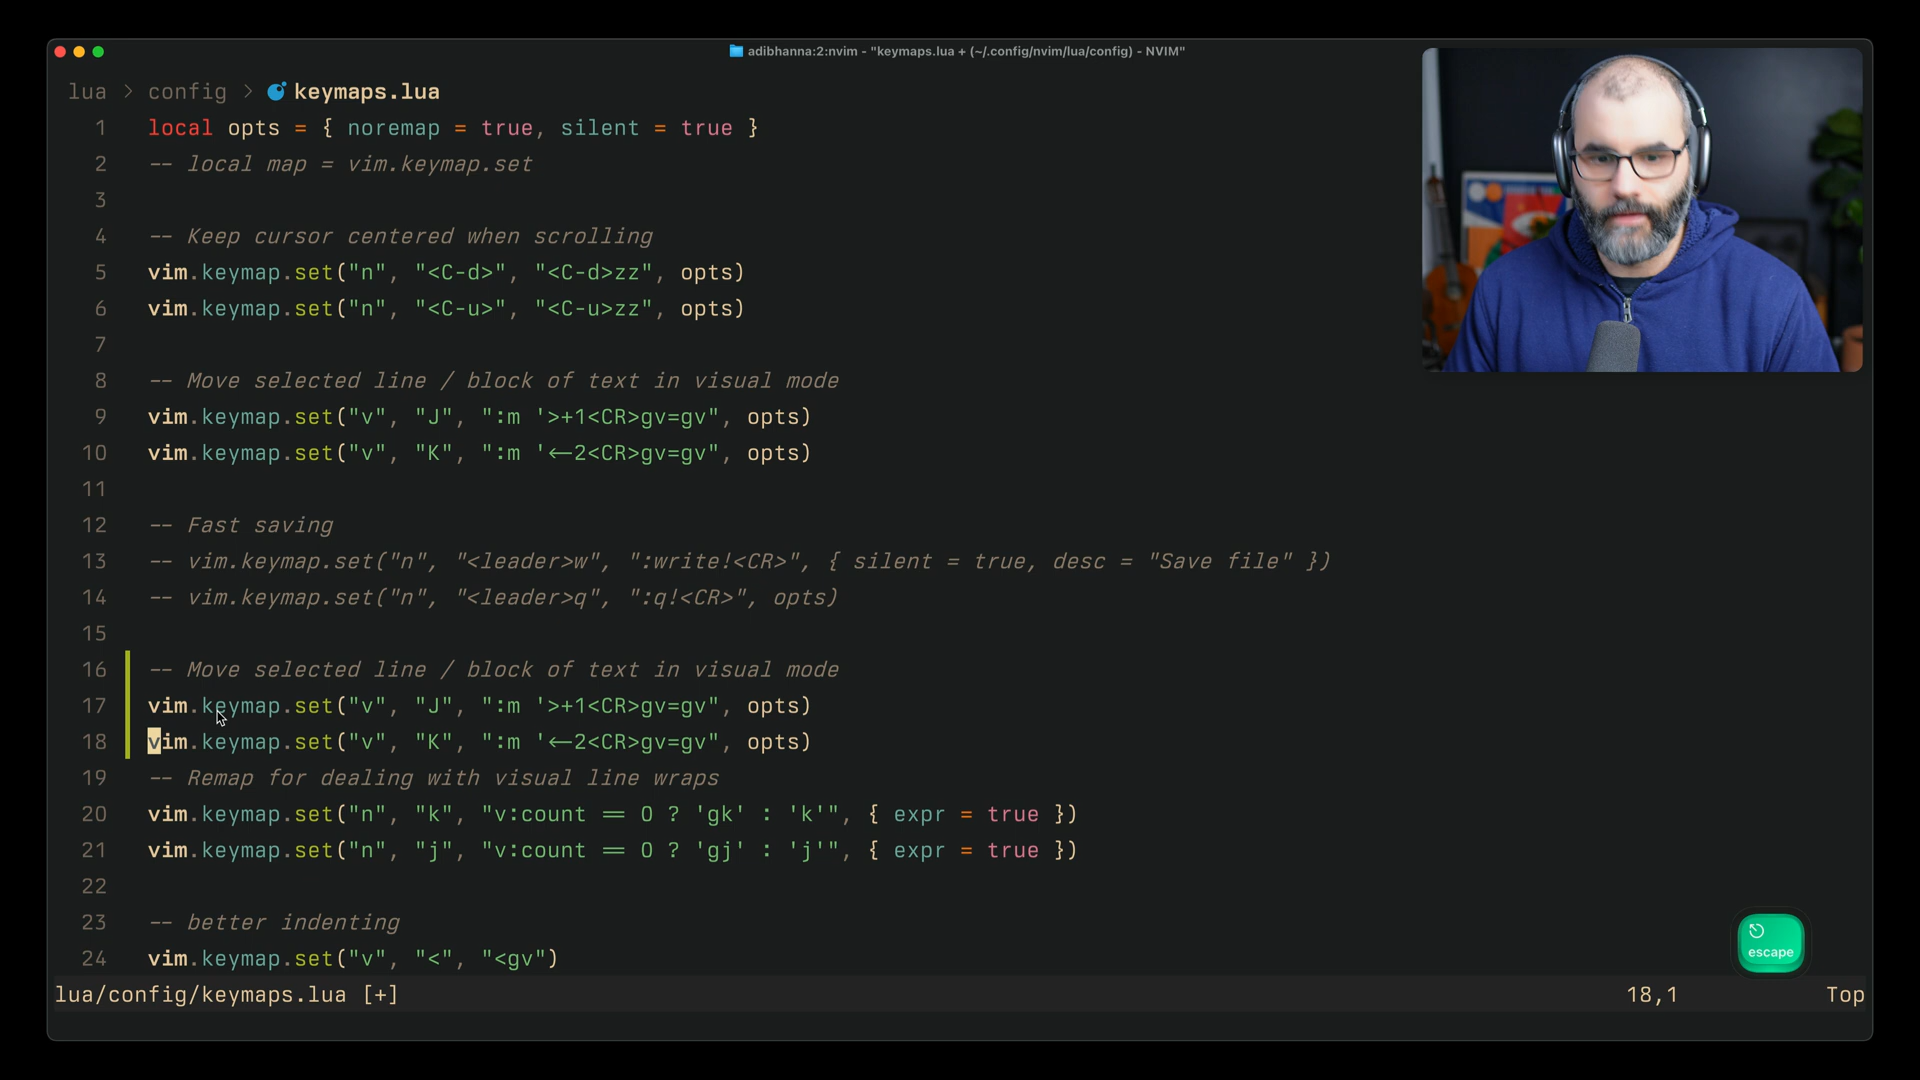 adibhanna:2:nvim - "keymaps.lua + (~/.config/nvim/lua/config) - NVIM"
lua > config > keymaps.lua
1 local opts = { noremap = true, silent = true }
2 -- local map = vim.keymap.set
3
4 -- Keep cursor centered when scrolling
5 vim.keymap.set("n", "<C-d>", "<C-d>zz", opts)
6 vim.keymap.set("n", "<C-u>", "<C-u>zz", opts)
7
8 -- Move selected line / block of text in visual mode
9 vim.keymap.set("v", "J", ":m '>+1<CR>gv=gv", opts)
10 vim.keymap.set("v", "K", ":m '<-2<CR>gv=gv", opts)
11
12 -- Fast saving
13 -- vim.keymap.set("n", "<leader>w", ":write!<CR>", { silent = true, desc = "Save file" })
14 -- vim.keymap.set("n", "<leader>q", ":q!<CR>", opts)
15
16 -- Move selected line / block of text in visual mode
17 vim.keymap.set("v", "J", ":m '>+1<CR>gv=gv", opts)
18 vim.keymap.set("v", "K", ":m '<-2<CR>gv=gv", opts)
19 -- Remap for dealing with visual line wraps
20 vim.keymap.set("n", "k", "v:count == 0 ? 'gk' : 'k'", { expr = true })
21 vim.keymap.set("n", "j", "v:count == 0 ? 'gj' : 'j'", { expr = true })
22
23 -- better indenting
24 vim.keymap.set("v", "<", "<gv")
escape
lua/config/keymaps.lua [+] 18,1 Top